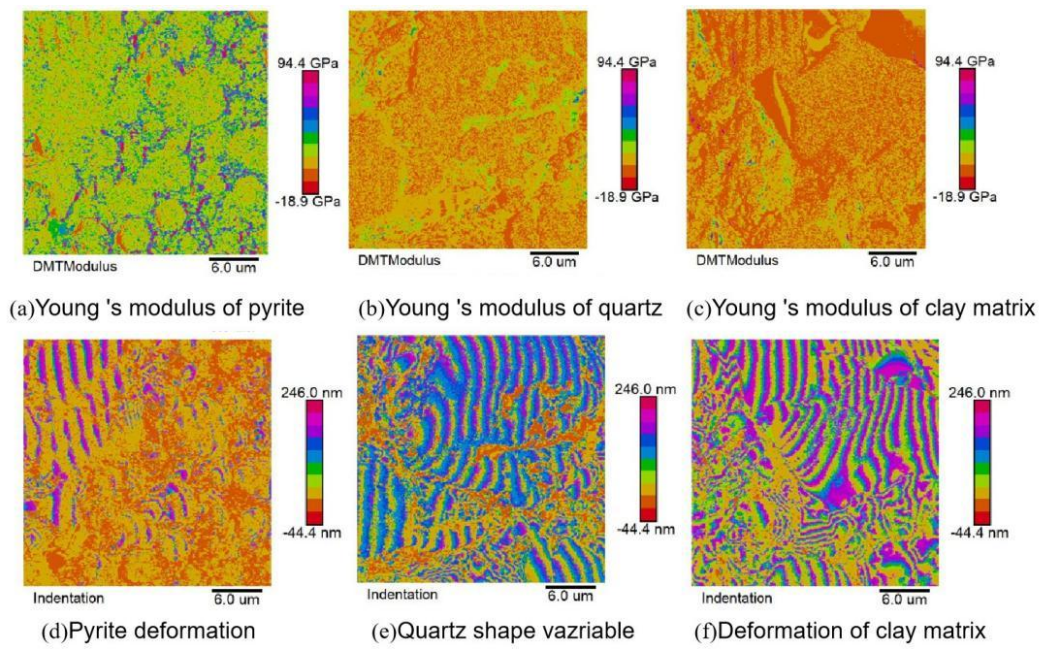 94.4 GPa
-18.9 GPa
DMTModulus
6.0 um
94.4 GPa
-18.9 GPa
DMTModulus
6.0 um
94.4 GPa
-18.9 GPa
DMTModulus
6.0 um
(a)Young 's modulus of pyrite
(b)Young 's modulus of quartz
(c)Young 's modulus of clay matrix
246.0 nm
-44.4 nm
Indentation
6.0 um
246.0 nm
-44.4 nm
Indentation
6.0 um
246.0 nm
-44.4 nm
Indentation
6.0 um
(d)Pyrite deformation
(e)Quartz shape vazriable
(f)Deformation of clay matrix